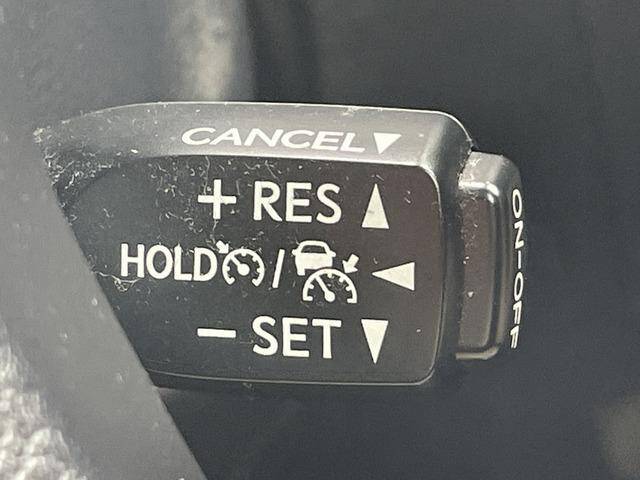 CANCEL▼
+ RES ▲
HOLD / ◀
− SET ▼
ON-OFF